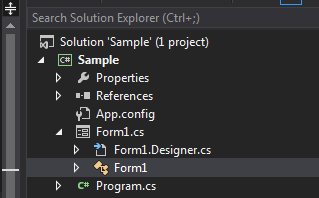 Search Solution Explorer (Ctrl+;)
Solution 'Sample' (1 project)
C# Sample
Properties
References
App.config
Form1.cs
Form1.Designer.cs
Form1
C# Program.cs